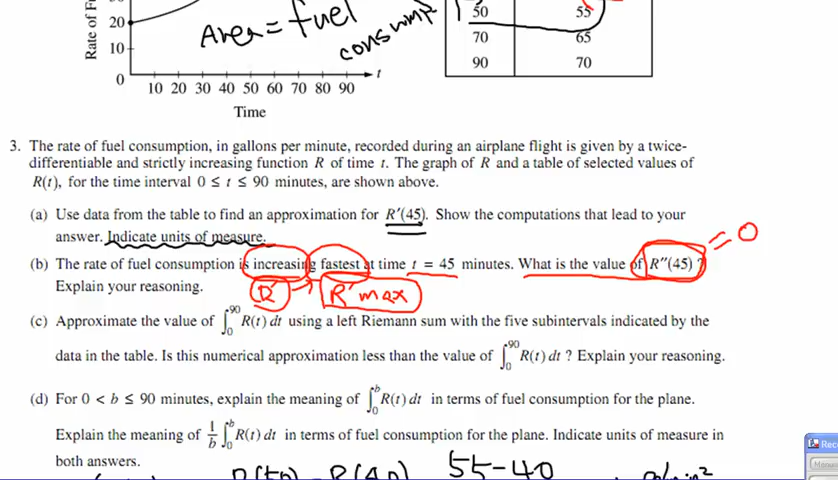 Rate of Fu
20
10
0
10 20 30 40 50 60 70 80 90
t
Time
Area = fuel
consump
50 55
70 65
90 70
3. The rate of fuel consumption, in gallons per minute, recorded during an airplane flight is given by a twice-
differentiable and strictly increasing function R of time t. The graph of R and a table of selected values of
R(t), for the time interval 0 ≤ t ≤ 90 minutes, are shown above.
(a) Use data from the table to find an approximation for R′(45). Show the computations that lead to your
answer. Indicate units of measure.
= 0
(b) The rate of fuel consumption is increasing fastest at time t = 45 minutes. What is the value of R″(45) ?
Explain your reasoning.
R′ → R′ max
(c) Approximate the value of ∫₀⁹⁰ R(t) dt using a left Riemann sum with the five subintervals indicated by the
data in the table. Is this numerical approximation less than the value of ∫₀⁹⁰ R(t) dt ? Explain your reasoning.
(d) For 0 < b ≤ 90 minutes, explain the meaning of ∫₀ᵇ R(t) dt in terms of fuel consumption for the plane.
Explain the meaning of 1/b ∫₀ᵇ R(t) dt in terms of fuel consumption for the plane. Indicate units of measure in
both answers.
R(50) - R(40) 55-40
Rec
Manu